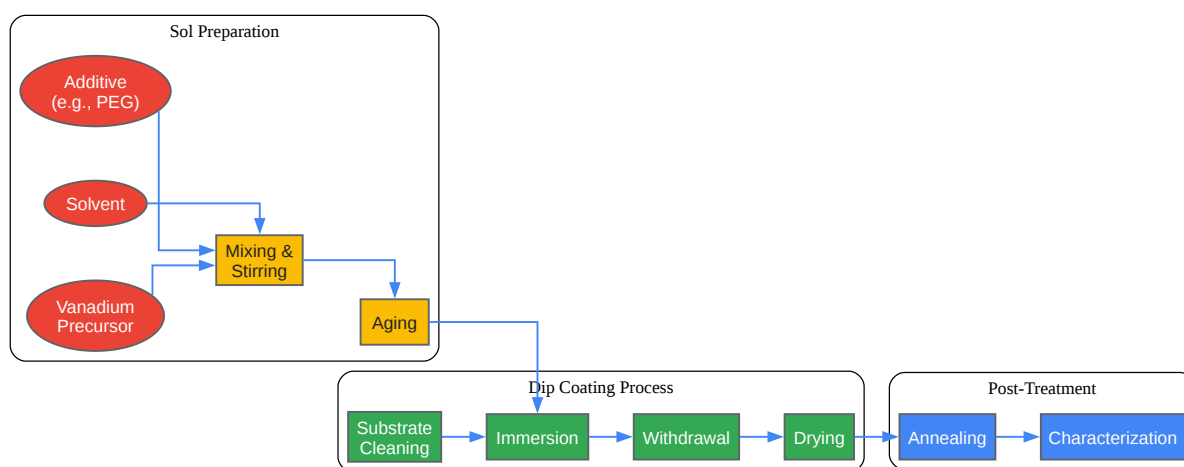 Sol Preparation
Additive
(e.g., PEG)
Solvent
Mixing &
Stirring
Vanadium
Precursor
Aging
Dip Coating Process
Substrate
Cleaning
Immersion
Withdrawal
Drying
Post-Treatment
Annealing
Characterization